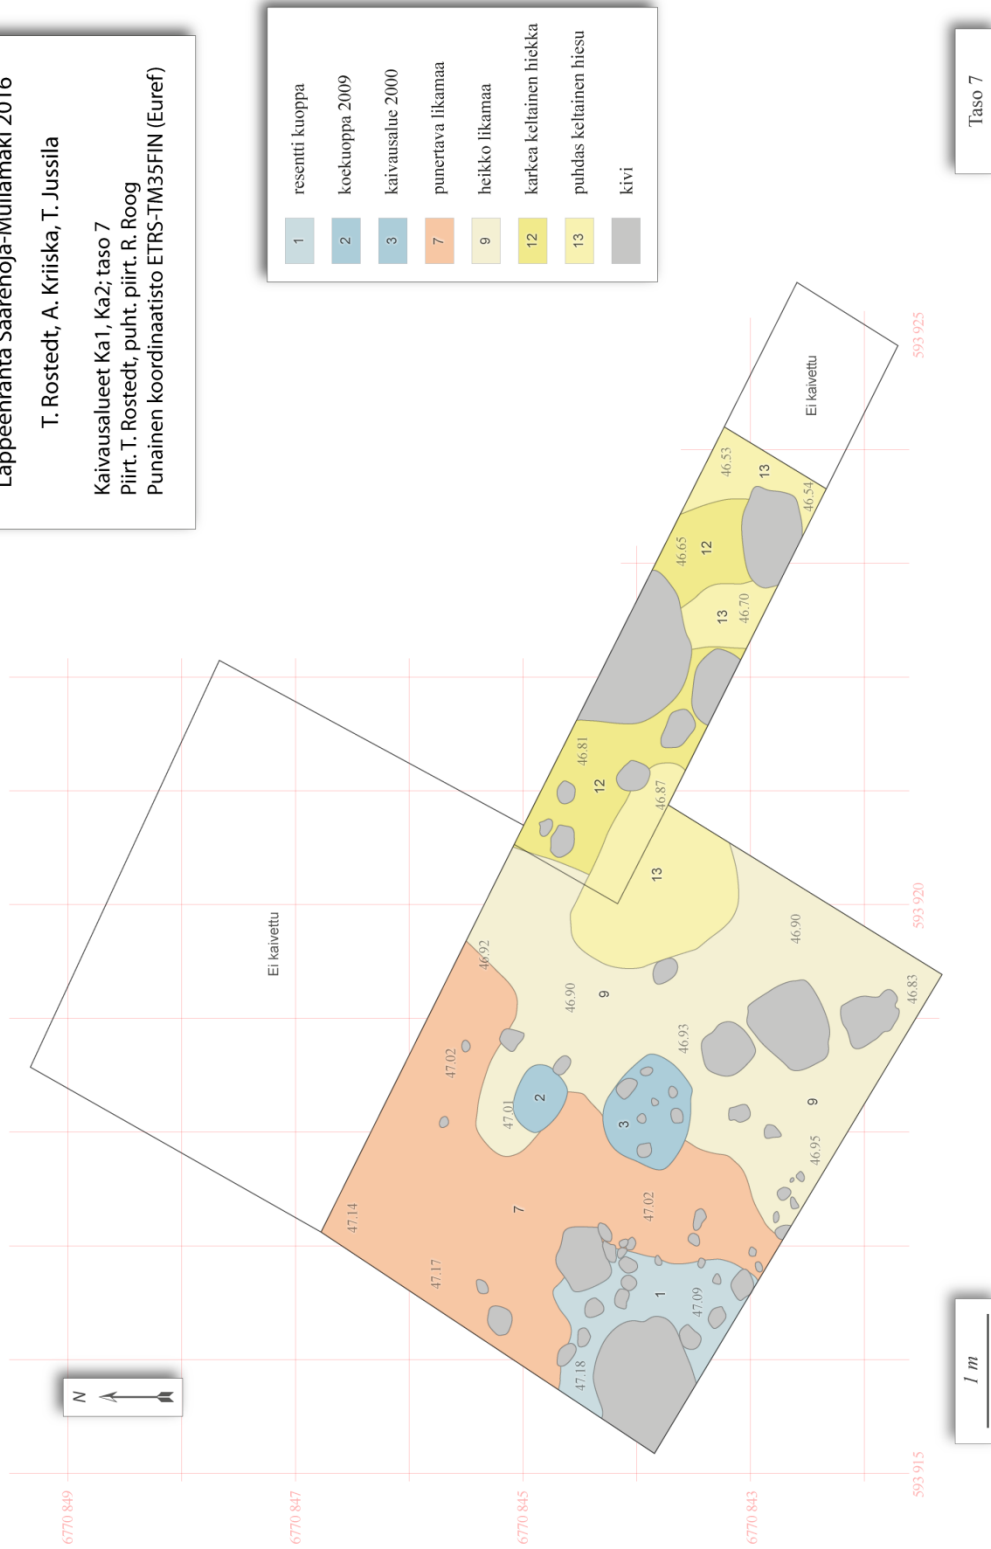 Lappeenranta Saarenoja-Muilamäki 2016
T. Rostedt, A. Kriiska, T. Jussila
Kaivausalueet Ka1, Ka2; taso 7
Piirt. T. Rostedt, puht. piirt. R. Roog
Punainen koordinaatisto ETRS-TM35FIN (Euref)
1 resentti kuoppa
2 koekuoppa 2009
3 kaivausalue 2000
7 punertava likamaa
9 heikko likamaa
12 karkea keltainen hiekka
13 puhdas keltainen hiesu
kivi
Taso 7
1 m
N
6770 849
6770 847
6770 845
6770 843
593 915
593 920
593 925
Ei kaivettu
Ei kaivettu
47.14
47.17
47.02
46.92
47.01
46.90
9
2
3
46.93
7
47.02
1
47.09
47.18
46.95
9
46.83
46.90
13
46.87
12
46.81
13
46.70
12
46.65
46.53
13
46.54